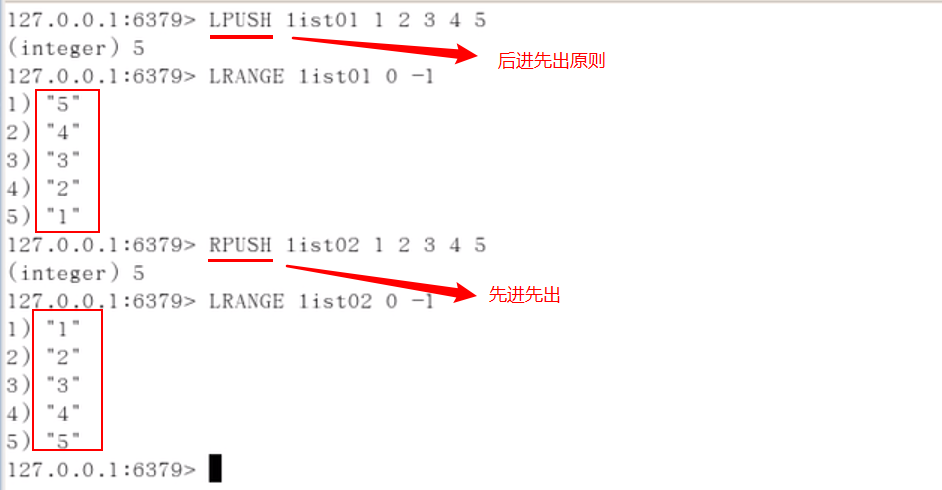 127.0.0.1:6379> LPUSH list01 1 2 3 4 5
(integer) 5
后进先出原则
127.0.0.1:6379> LRANGE list01 0 -1
1) "5"
2) "4"
3) "3"
4) "2"
5) "1"
127.0.0.1:6379> RPUSH list02 1 2 3 4 5
(integer) 5
先进先出
127.0.0.1:6379> LRANGE list02 0 -1
1) "1"
2) "2"
3) "3"
4) "4"
5) "5"
127.0.0.1:6379>